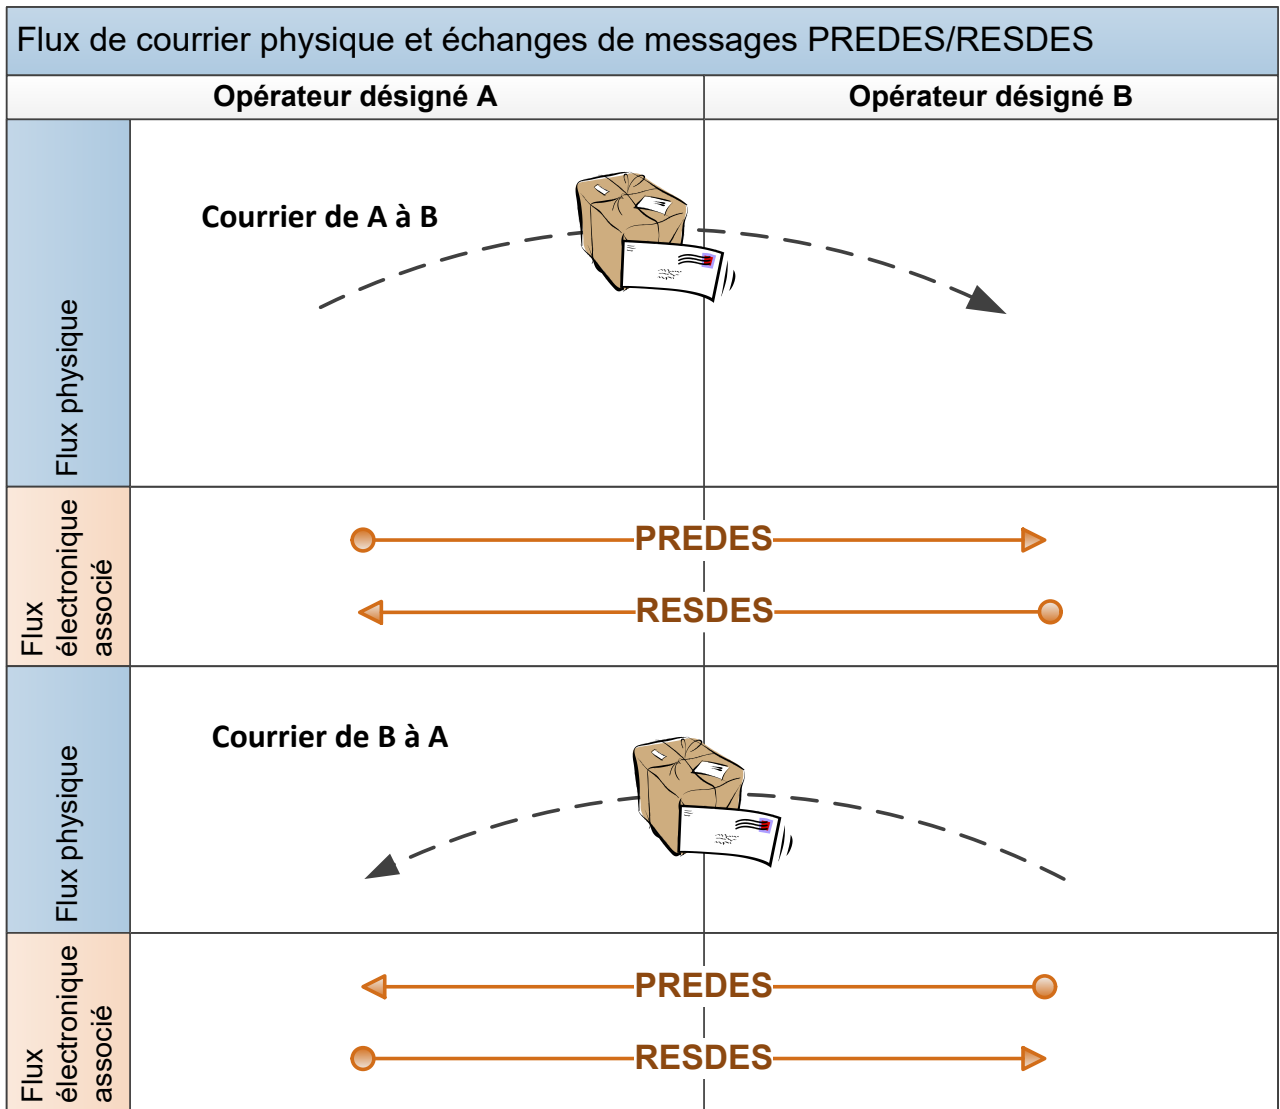 Flux de courrier physique et échanges de messages PREDES/RESDES
Opérateur désigné A
Opérateur désigné B
Flux physique
Courrier de A à B
Flux
électronique
associé
PREDES
RESDES
Flux physique
Courrier de B à A
Flux
électronique
associé
PREDES
RESDES